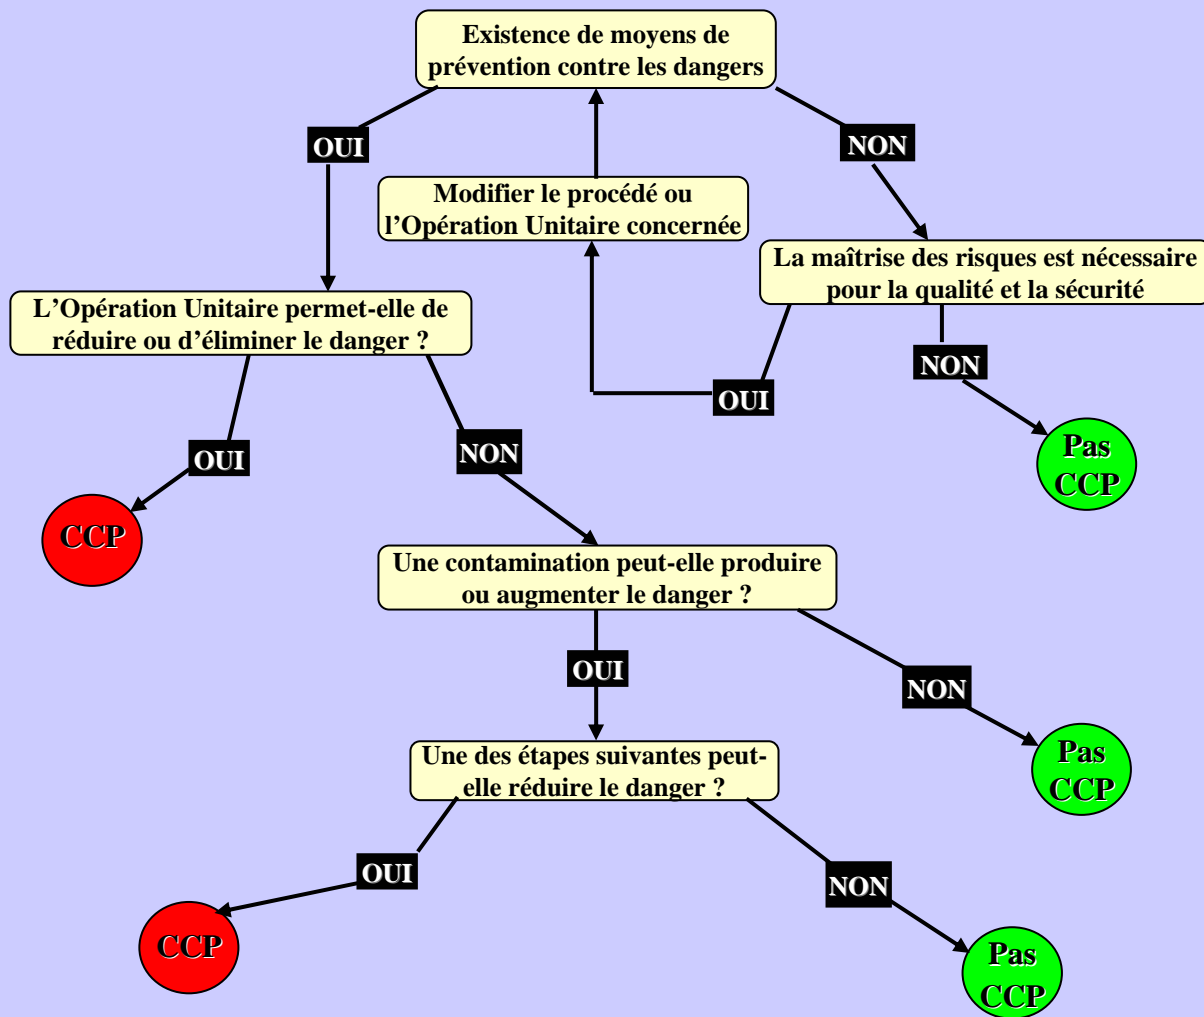 Existence de moyens de
prévention contre les dangers
OUI
NON
Modifier le procédé ou
l'Opération Unitaire concernée
La maîtrise des risques est nécessaire
pour la qualité et la sécurité
L'Opération Unitaire permet-elle de
réduire ou d'éliminer le danger ?
NON
OUI
Pas
CCP
OUI
NON
CCP
Une contamination peut-elle produire
ou augmenter le danger ?
OUI
NON
Pas
CCP
Une des étapes suivantes peut-
elle réduire le danger ?
OUI
NON
CCP
Pas
CCP